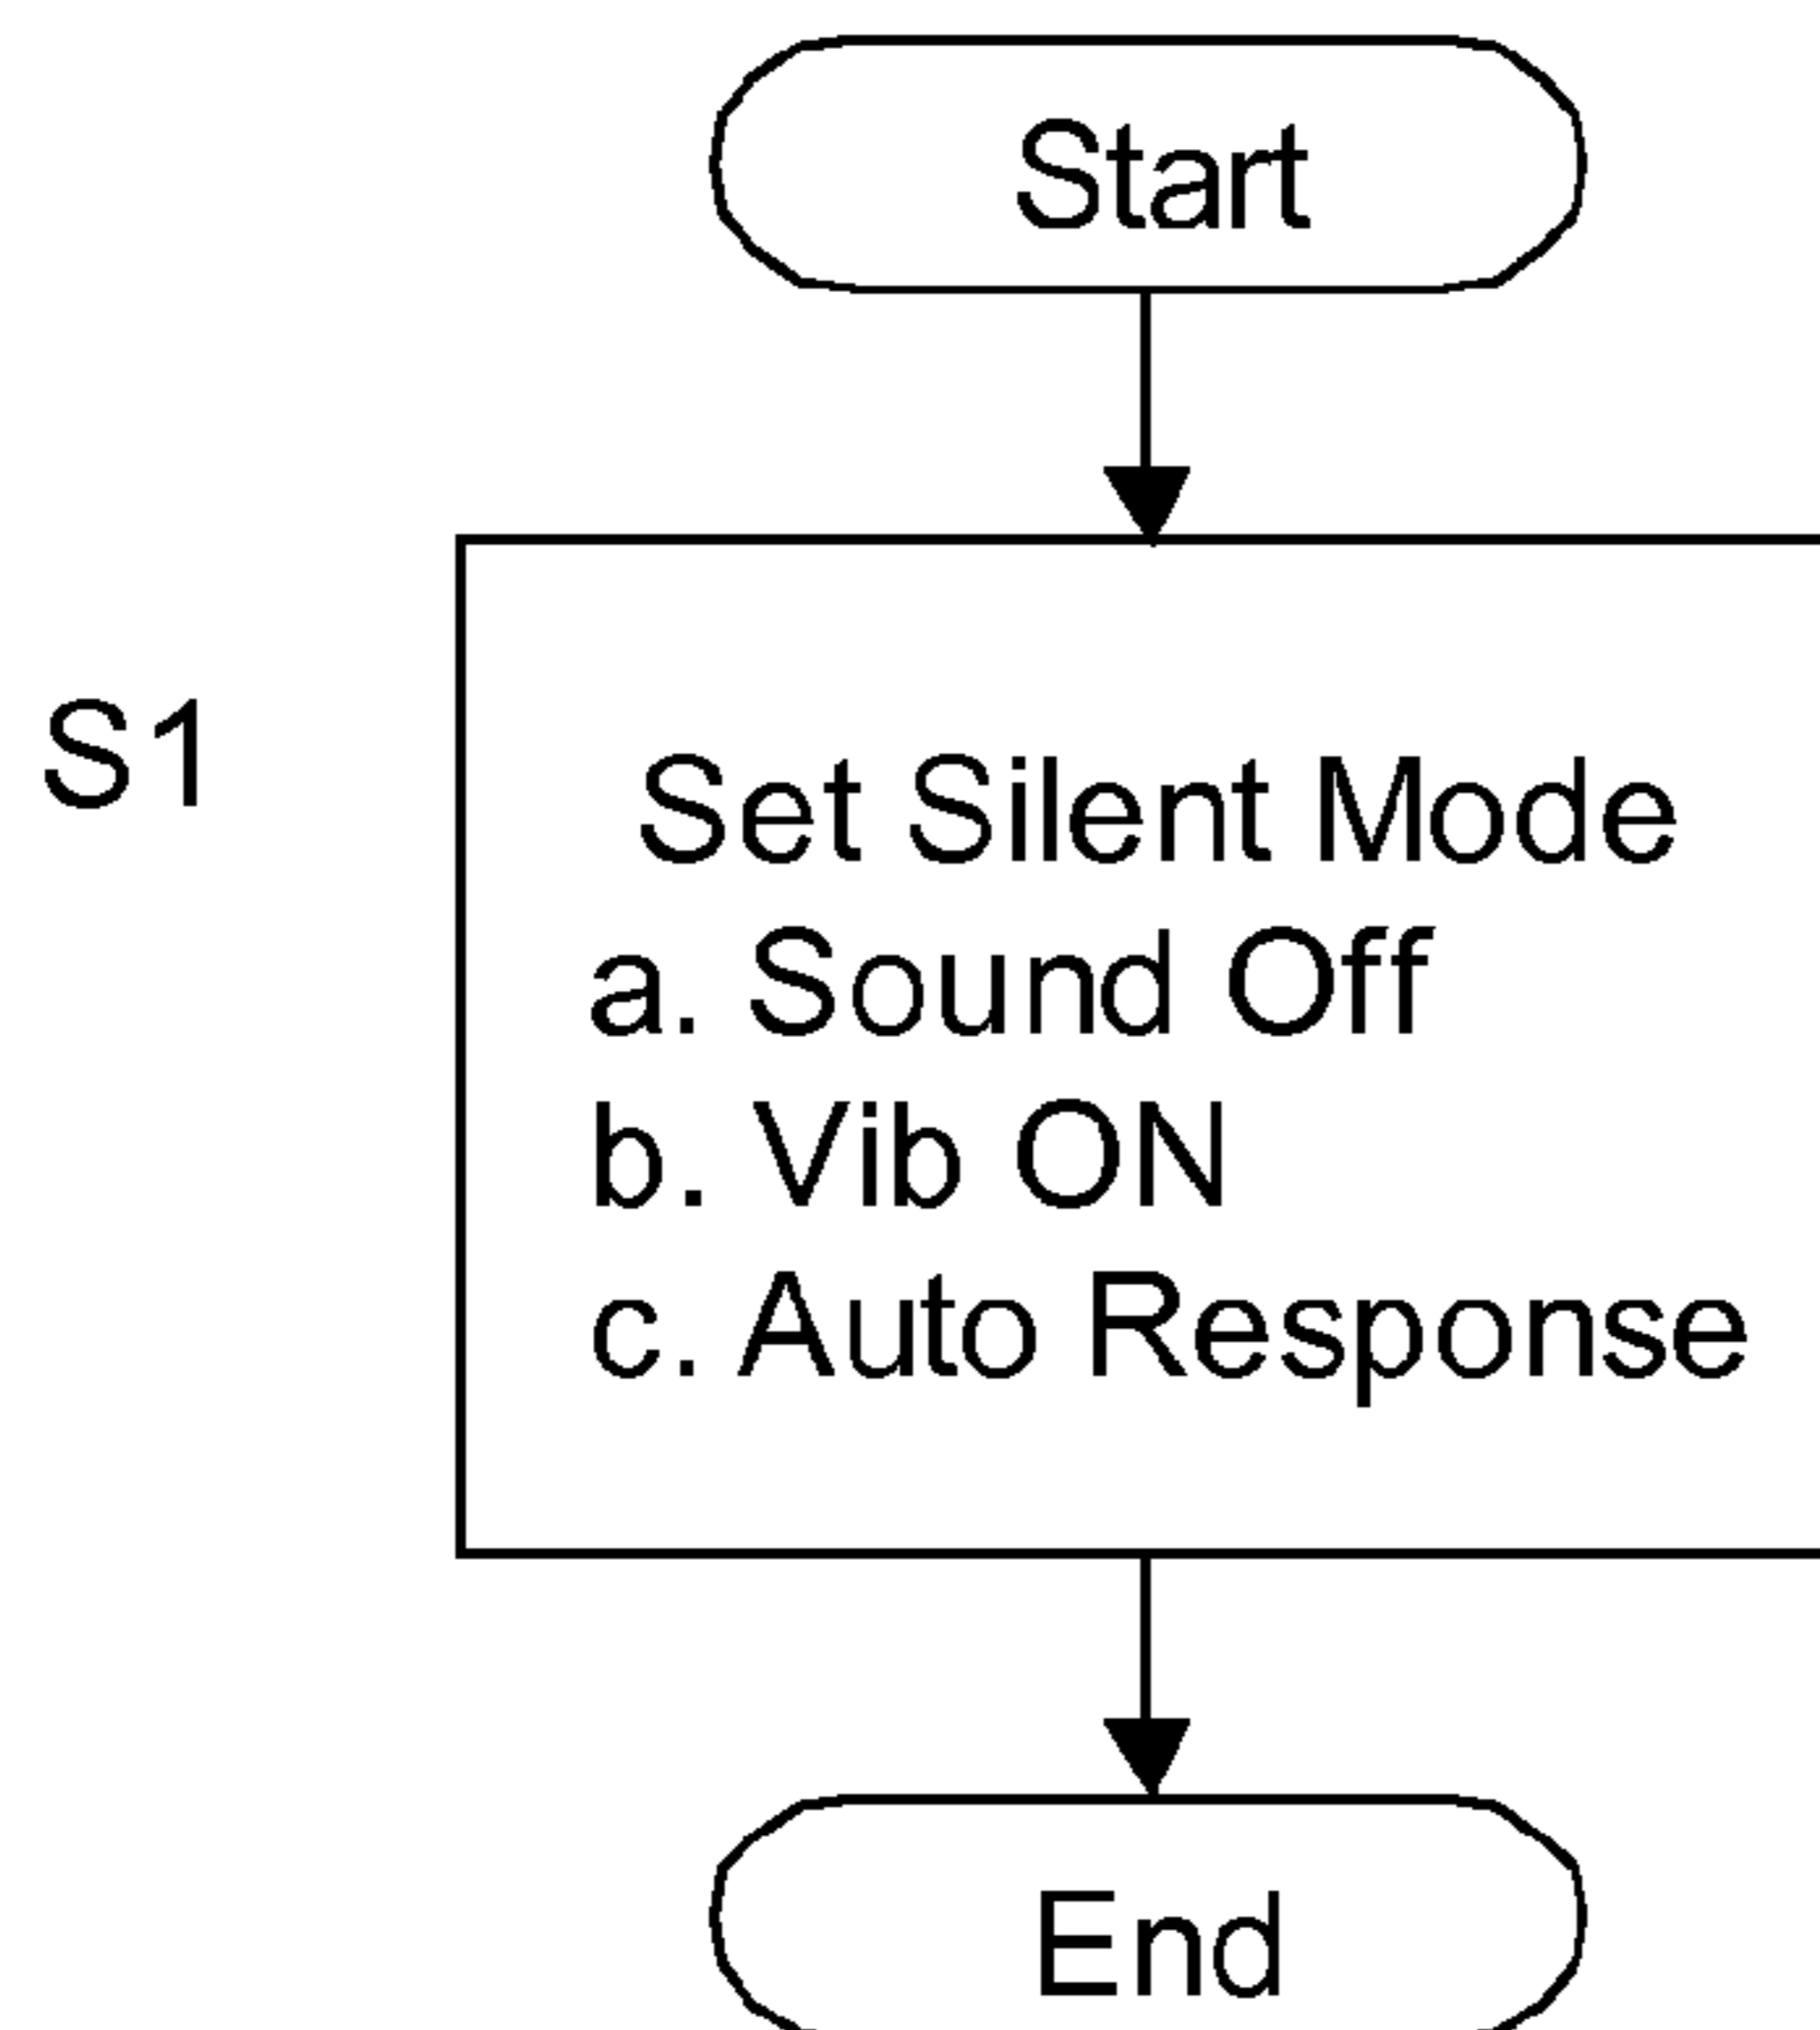 Start
S1
Set Silent Mode
a. Sound Off
b. Vib ON
c. Auto Response
End